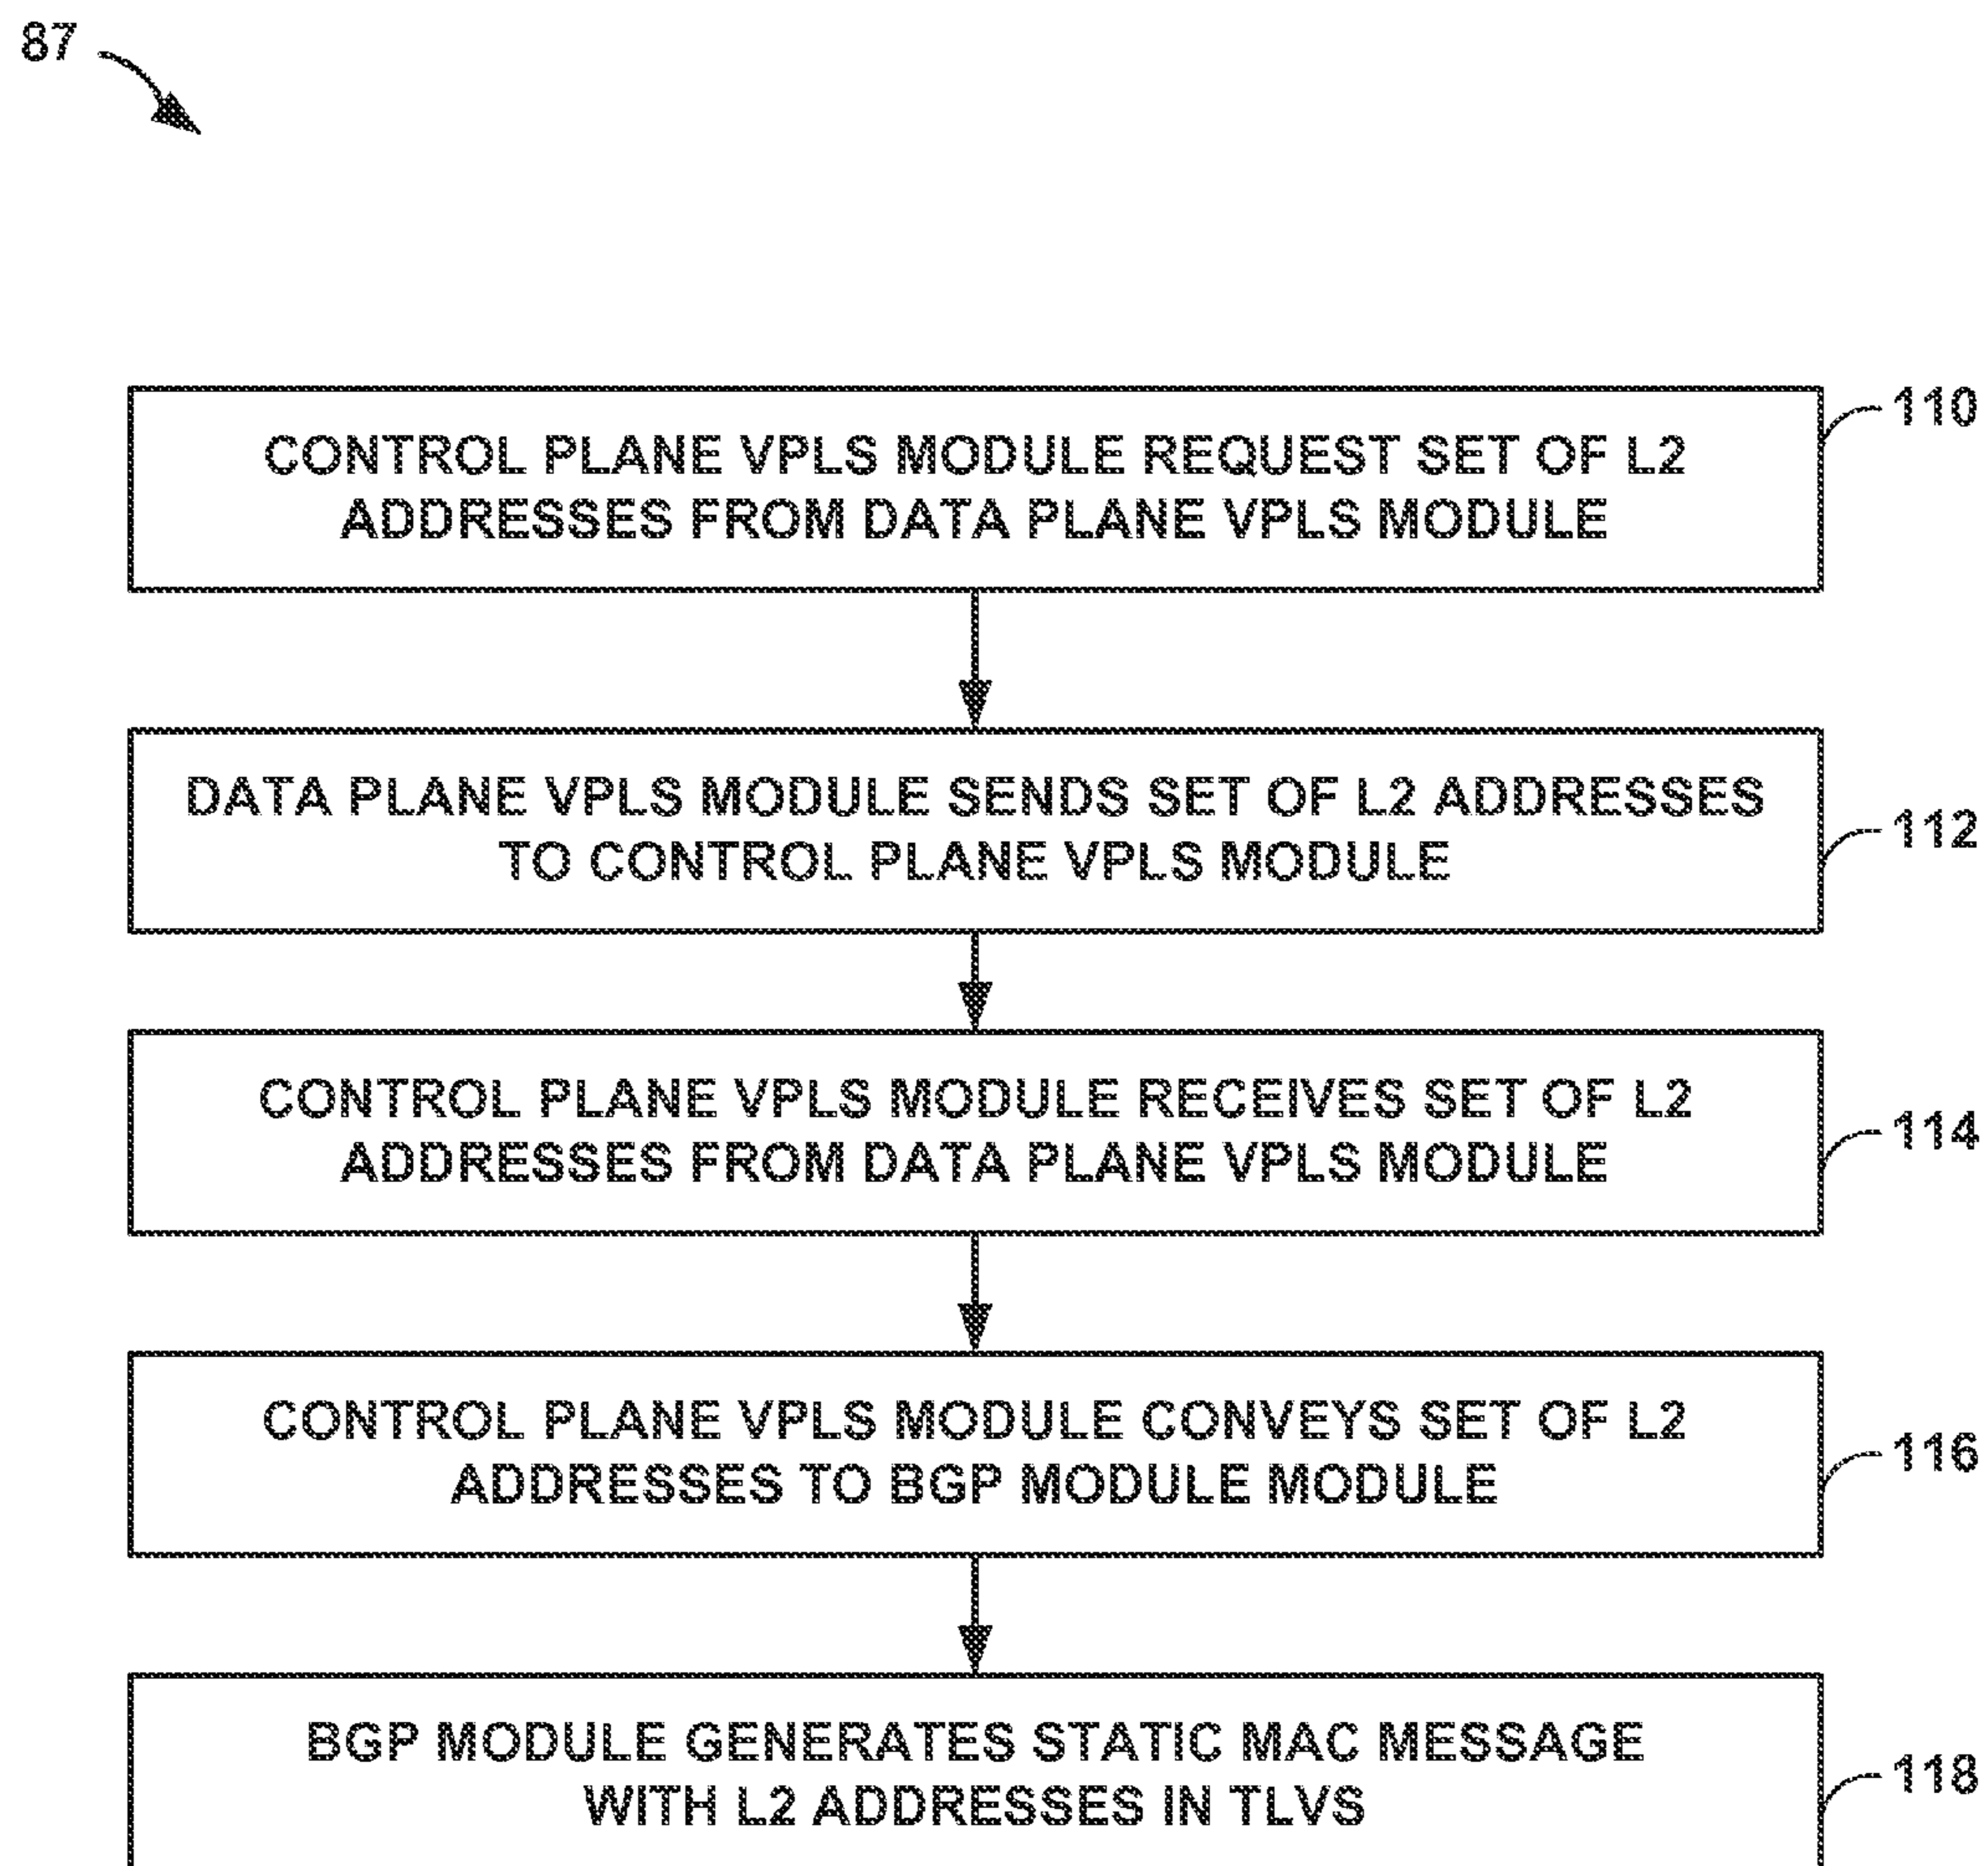 87
CONTROL PLANE VPLS MODULE REQUEST SET OF L2
ADDRESSES FROM DATA PLANE VPLS MODULE
110
DATA PLANE VPLS MODULE SENDS SET OF L2 ADDRESSES
TO CONTROL PLANE VPLS MODULE
112
CONTROL PLANE VPLS MODULE RECEIVES SET OF L2
ADDRESSES FROM DATA PLANE VPLS MODULE
114
CONTROL PLANE VPLS MODULE CONVEYS SET OF L2
ADDRESSES TO BGP MODULE MODULE
116
BGP MODULE GENERATES STATIC MAC MESSAGE
WITH L2 ADDRESSES IN TLVS
118